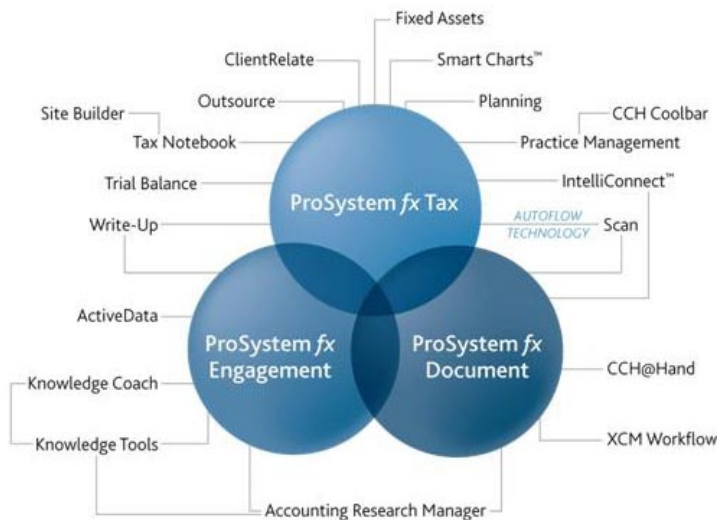 Fixed Assets
ClientRelate
Smart Charts™
Outsource
Planning
Site Builder
CCH Coolbar
Tax Notebook
Practice Management
Trial Balance
IntelliConnect™
ProSystem fx Tax
Write-Up
AUTOFLOW
TECHNOLOGY
Scan
ActiveData
ProSystem fx
Engagement
ProSystem fx
Document
CCH@Hand
Knowledge Coach
Knowledge Tools
XCM Workflow
Accounting Research Manager